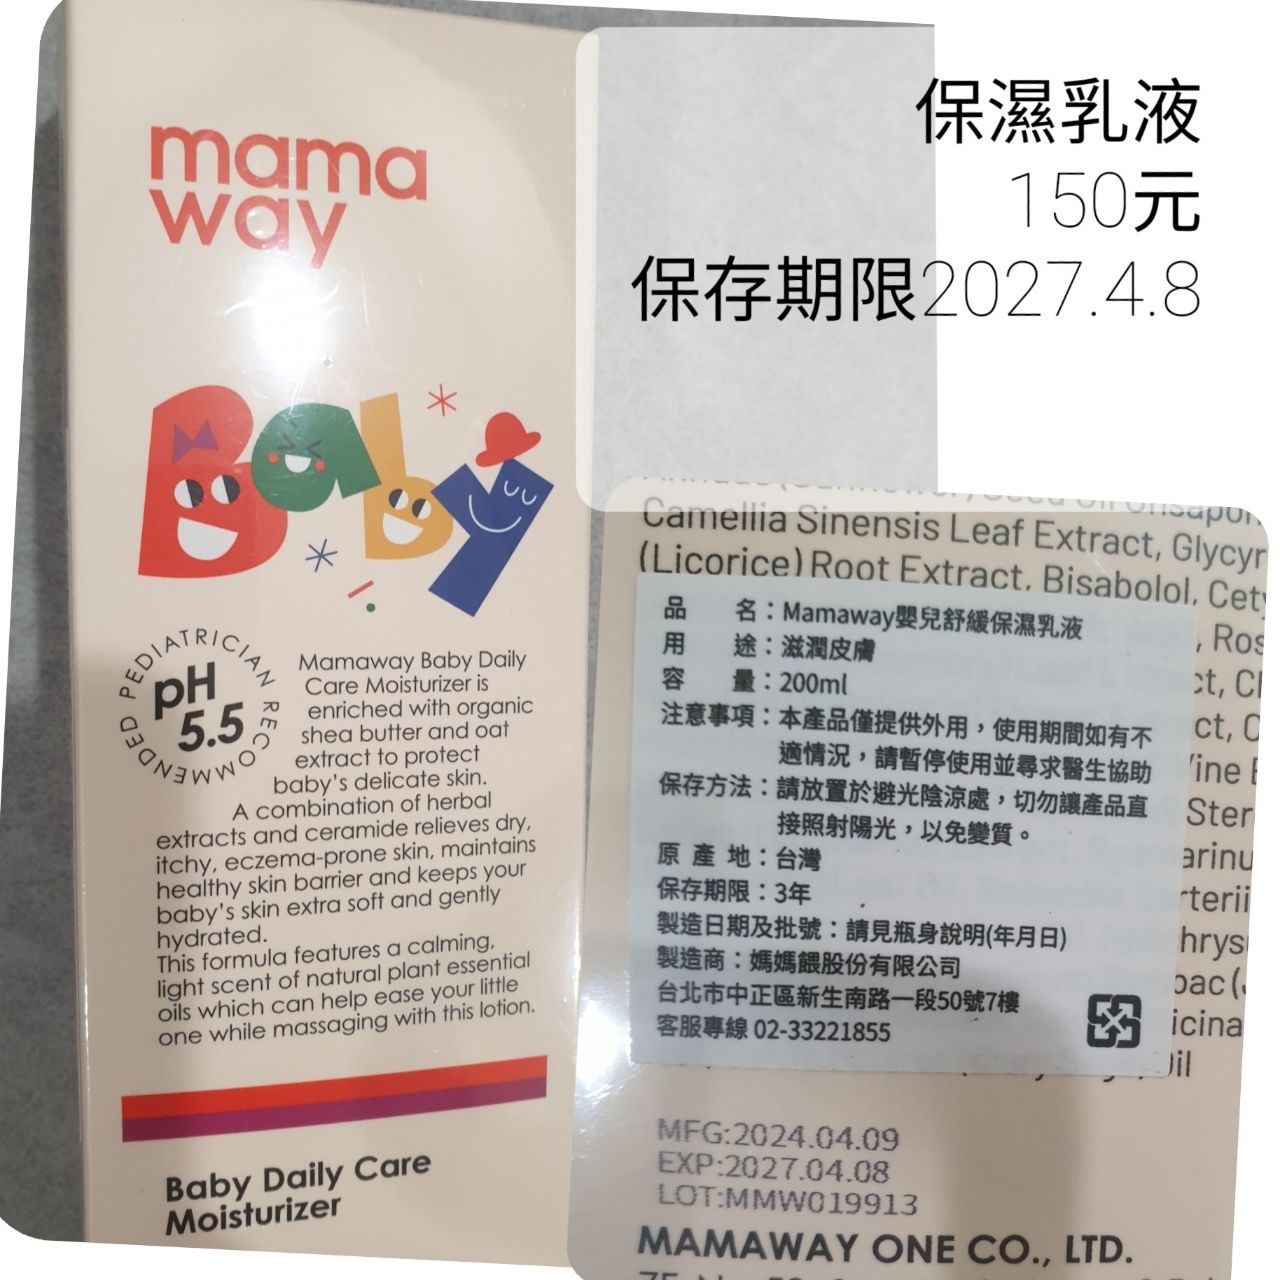 保濕乳液
150元
保存期限2027.4.8
mama
way
Baby
PEDIATRICIAN RECOMMENDED
pH
5.5
Mamaway Baby Daily
Care Moisturizer is
enriched with organic
shea butter and oat
extract to protect
baby's delicate skin.
A combination of herbal
extracts and ceramide relieves dry,
itchy, eczema-prone skin, maintains
healthy skin barrier and keeps your
baby's skin extra soft and gently
hydrated.
This formula features a calming,
light scent of natural plant essential
oils which can help ease your little
one while massaging with this lotion.
Baby Daily Care
Moisturizer
Camellia Sinensis Leaf Extract, Glycyr
(Licorice) Root Extract, Bisabolol, Cety
品名：Mamaway嬰兒舒緩保濕乳液
用途：滋潤皮膚
容量：200ml
注意事項：本產品僅提供外用，使用期間如有不
適情況，請暫停使用並尋求醫生協助
保存方法：請放置於避光陰涼處，切勿讓產品直
接照射陽光，以免變質。
原產地：台灣
保存期限：3年
製造日期及批號：請見瓶身說明(年月日)
製造商：媽媽餵股份有限公司
台北市中正區新生南路一段50號7樓
客服專線 02-33221855
MFG:2024.04.09
EXP:2027.04.08
LOT:MMW019913
MAMAWAY ONE CO., LTD.